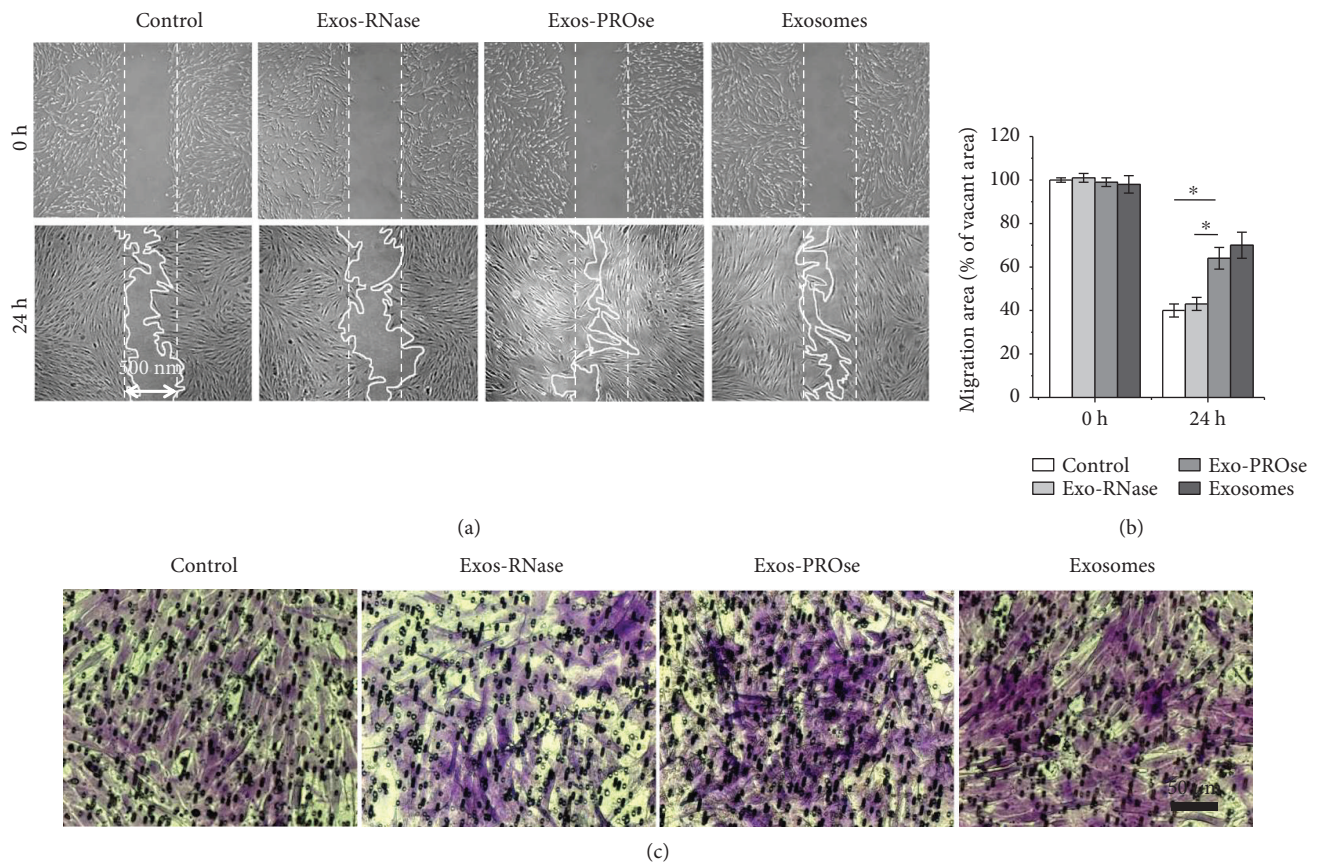 Control Exos-RNase Exos-PROse Exosomes
0 h
24 h
500 nm
(a)
Migration area (% of vacant area)
120
100
80
60
40
20
0
* 
*
0 h 24 h
Control Exo-PROse
Exo-RNase Exosomes
(b)
Control Exos-RNase Exos-PROse Exosomes
(c)